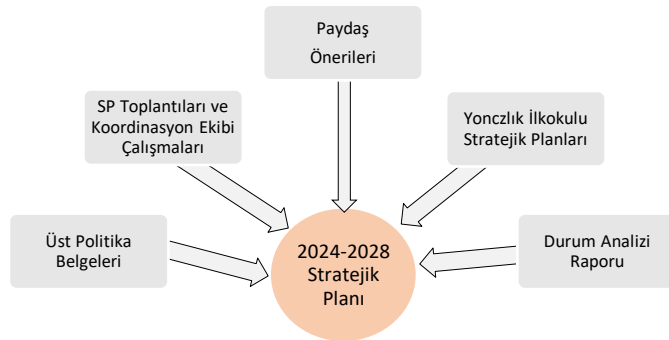 Paydaş
Önerileri
SP Toplantıları ve
Koordinasyon Ekibi
Çalışmaları
Yonczlık İlkokulu
Stratejik Planları
Üst Politika
Belgeleri
2024-2028
Stratejik
Planı
Durum Analizi
Raporu